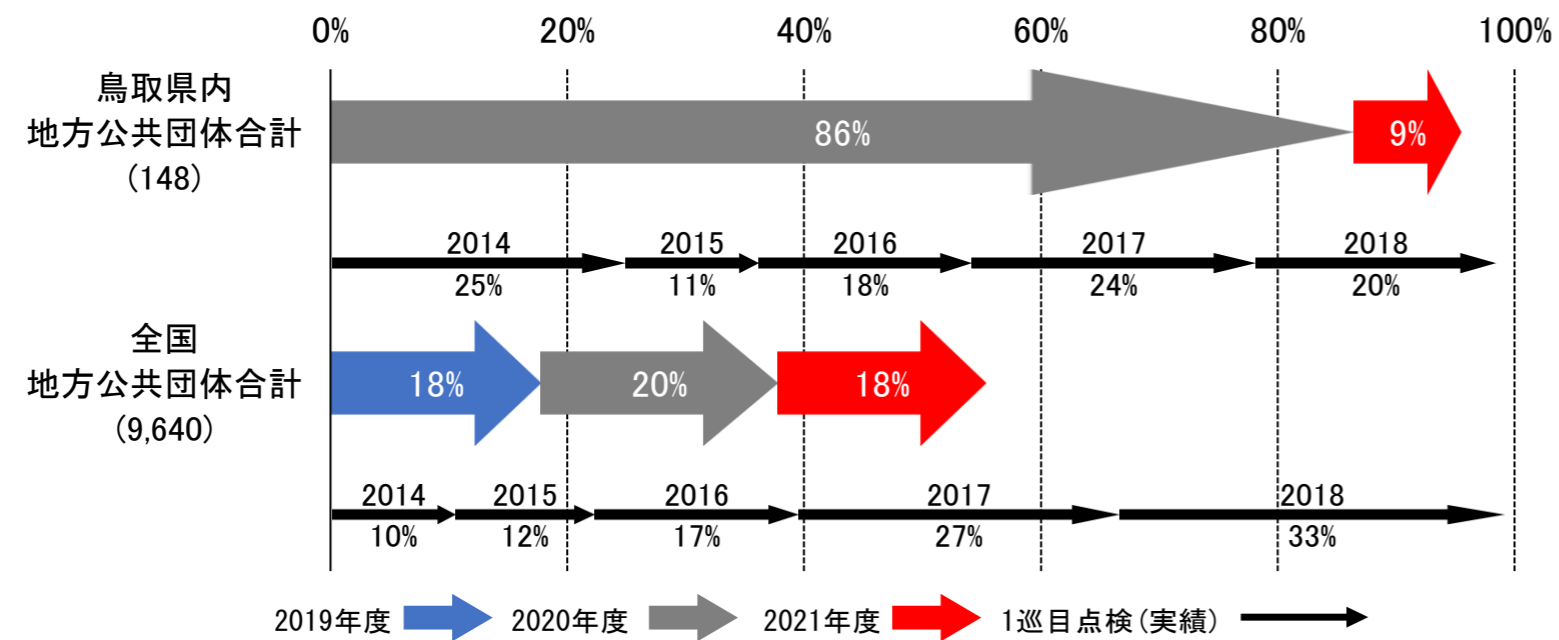 0% 20% 40% 60% 80% 100%
鳥取県内
地方公共団体合計
(148)
86% 9%
2014 2015 2016 2017 2018
25% 11% 18% 24% 20%
全国
地方公共団体合計
(9,640)
18% 20% 18%
2014 2015 2016 2017 2018
10% 12% 17% 27% 33%
2019年度 2020年度 2021年度 1巡目点検(実績)